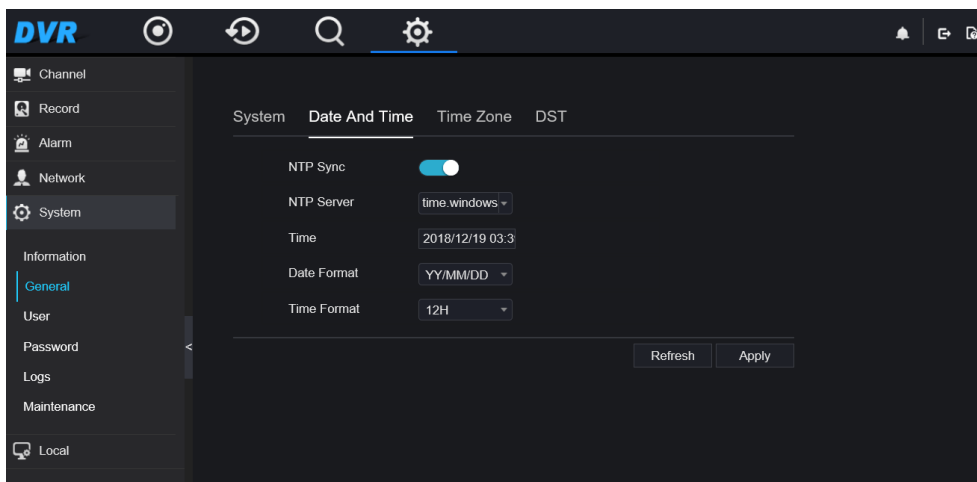 DVR
Channel
Record
Alarm
Network
System
Information
General
User
Password
Logs
Maintenance
Local
System Date And Time Time Zone DST
NTP Sync
NTP Server time.windows
Time 2018/12/19 03:3
Date Format YY/MM/DD
Time Format 12H
<
Refresh Apply